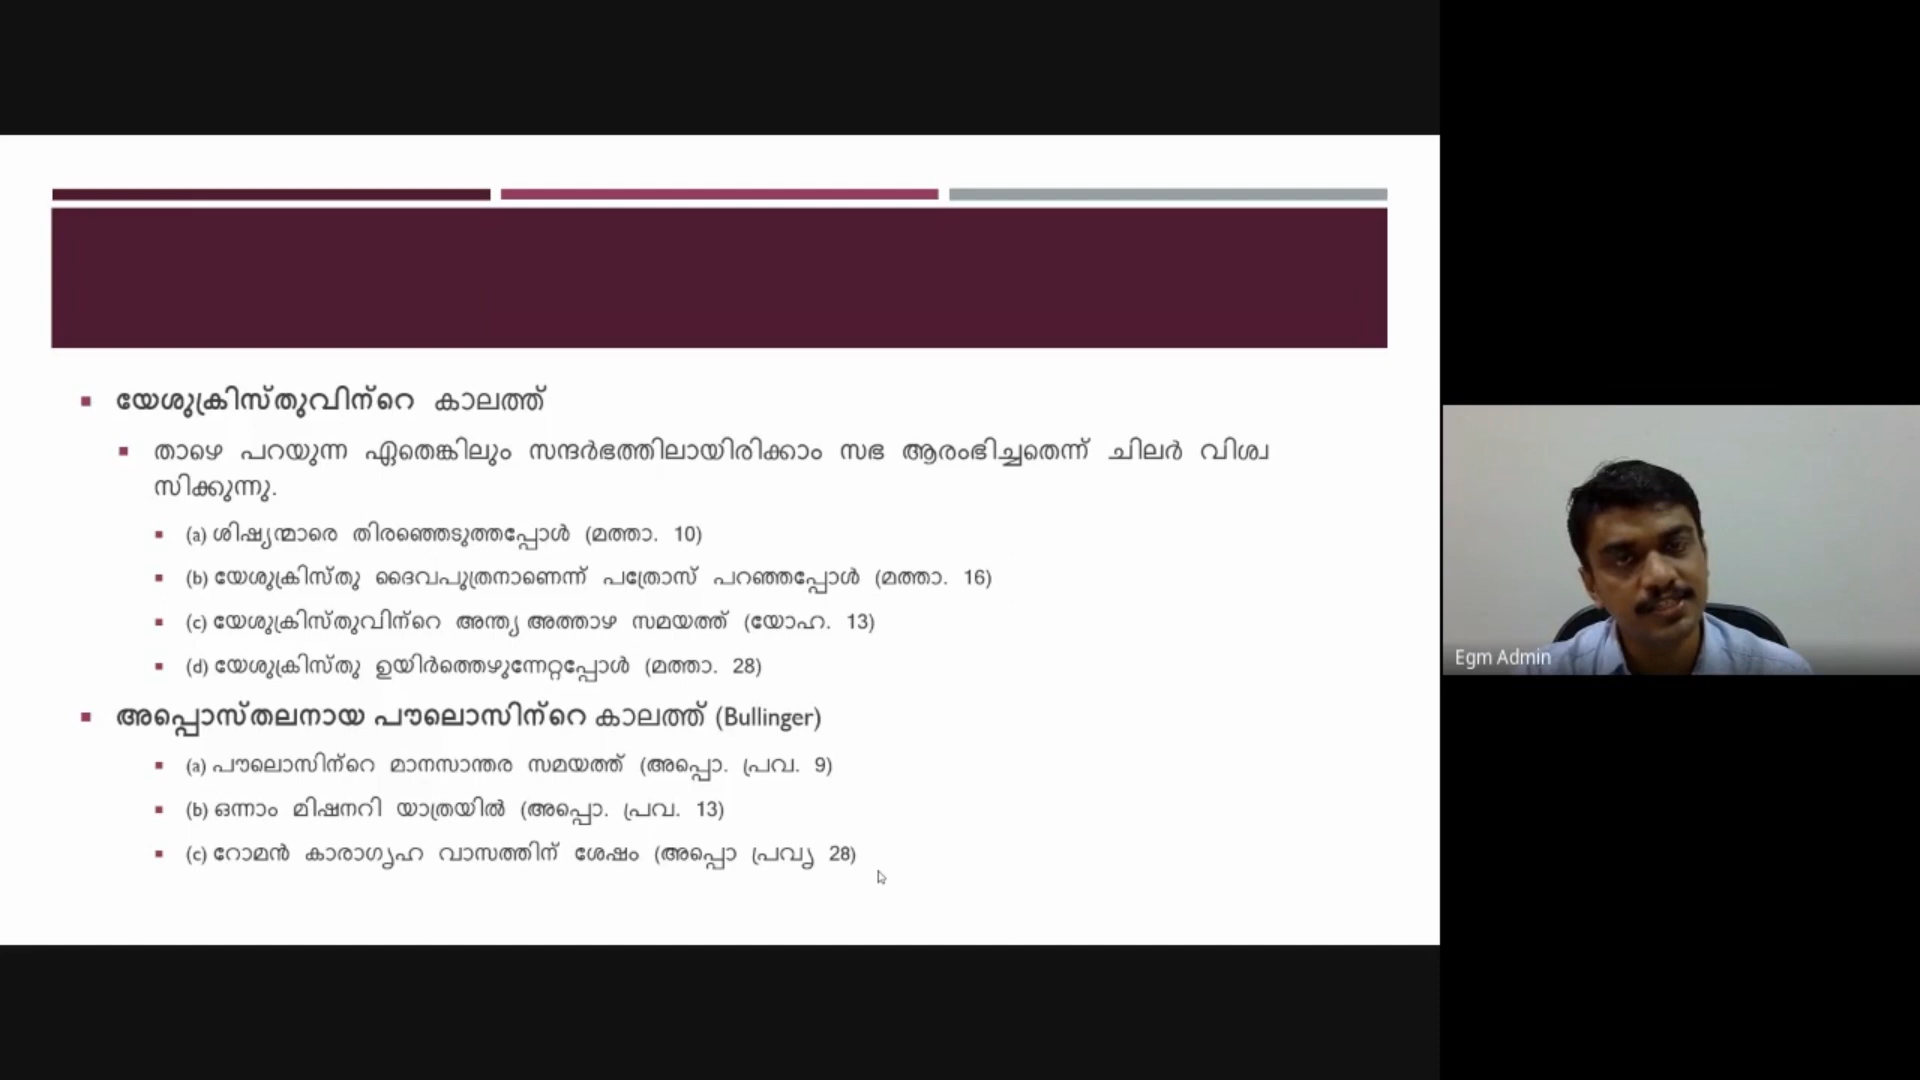 യേശുക്രിസ്തുവിന്റെ കാലത്ത്
താഴെ പറയുന്ന ഏതെങ്കിലും സന്ദർഭത്തിലായിരിക്കാം സഭ ആരംഭിച്ചതെന്ന് ചിലർ വിശ്വ
സിക്കുന്നു.
(a) ശിഷ്യന്മാരെ തിരഞ്ഞെടുത്തപ്പോൾ (മത്താ. 10)
(b) യേശുക്രിസ്തു ദൈവപുത്രനാണെന്ന് പത്രോസ് പറഞ്ഞപ്പോൾ (മത്താ. 16)
(c) യേശുക്രിസ്തുവിന്റെ അന്ത്യ അത്താഴ സമയത്ത് (യോഹ. 13)
(d) യേശുക്രിസ്തു ഉയിർത്തെഴുന്നേറ്റപ്പോൾ (മത്താ. 28)
Egm Admin
അപ്പൊസ്തലനായ പൗലൊസിന്റെ കാലത്ത് (Bullinger)
(a) പൗലൊസിന്റെ മാനസാന്തര സമയത്ത് (അപ്പൊ. പ്രവ. 9)
(b) ഒന്നാം മിഷനറി യാത്രയിൽ (അപ്പൊ. പ്രവ. 13)
(c) റോമൻ കാരാഗൃഹ വാസത്തിന് ശേഷം (അപ്പൊ പ്രവൃ 28)